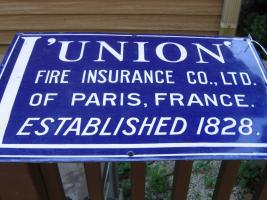 L'UNION
FIRE INSURANCE CO., LTD.
OF PARIS, FRANCE.
ESTABLISHED 1828.